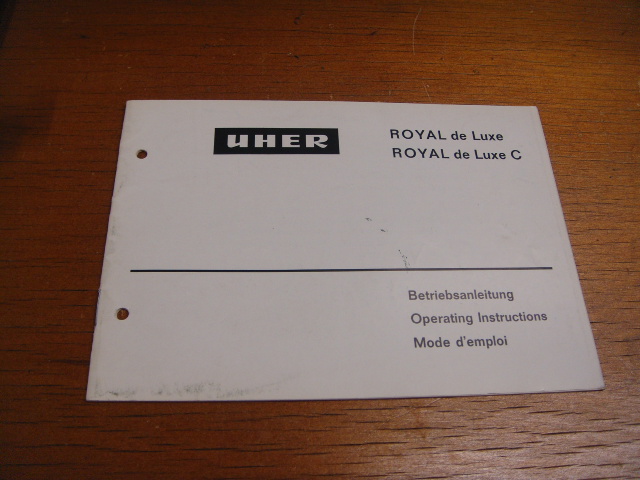 UHER
ROYAL de Luxe
ROYAL de Luxe C
Betriebsanleitung
Operating Instructions
Mode d'emploi